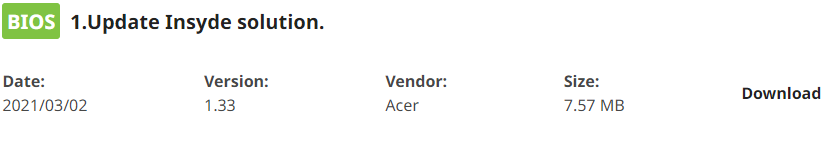 BIOS 1.Update Insyde solution.
Date: Version: Vendor: Size:
2021/03/02 1.33 Acer 7.57 MB Download